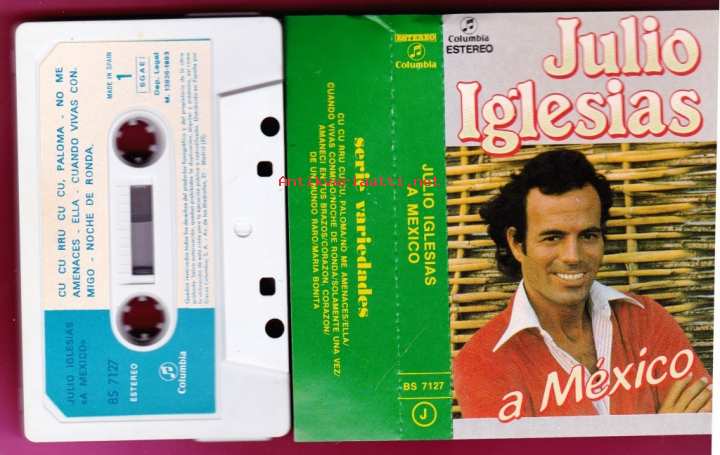 MADE IN SPAIN
1
SGAE
Dep. Legal
M. 13936-1983
CU CU RRU CU CU, PALOMA - NO ME
AMENACES - ELLA - CUANDO VIVAS CON.
MIGO - NOCHE DE RONDA.
JULIO IGLESIAS
«A MEXICO»
BS 7127
ESTEREO
Columbia
ESTEREO
Columbia
serie variedades
CU CU RRU CU CU, PALOMA/NO ME AMENACES/ELLA/
CUANDO VIVAS CONMIGO/NOCHE DE RONDA/SOLAMENTE UNA VEZ/
AMANECI EN TUS BRAZOS/CORAZON, CORAZON/
DE UN MUNDO RARO/MARIA BONITA
JULIO IGLESIAS
A MEXICO
BS 7127
J
Columbia
ESTEREO
Julio
Iglesias
a México